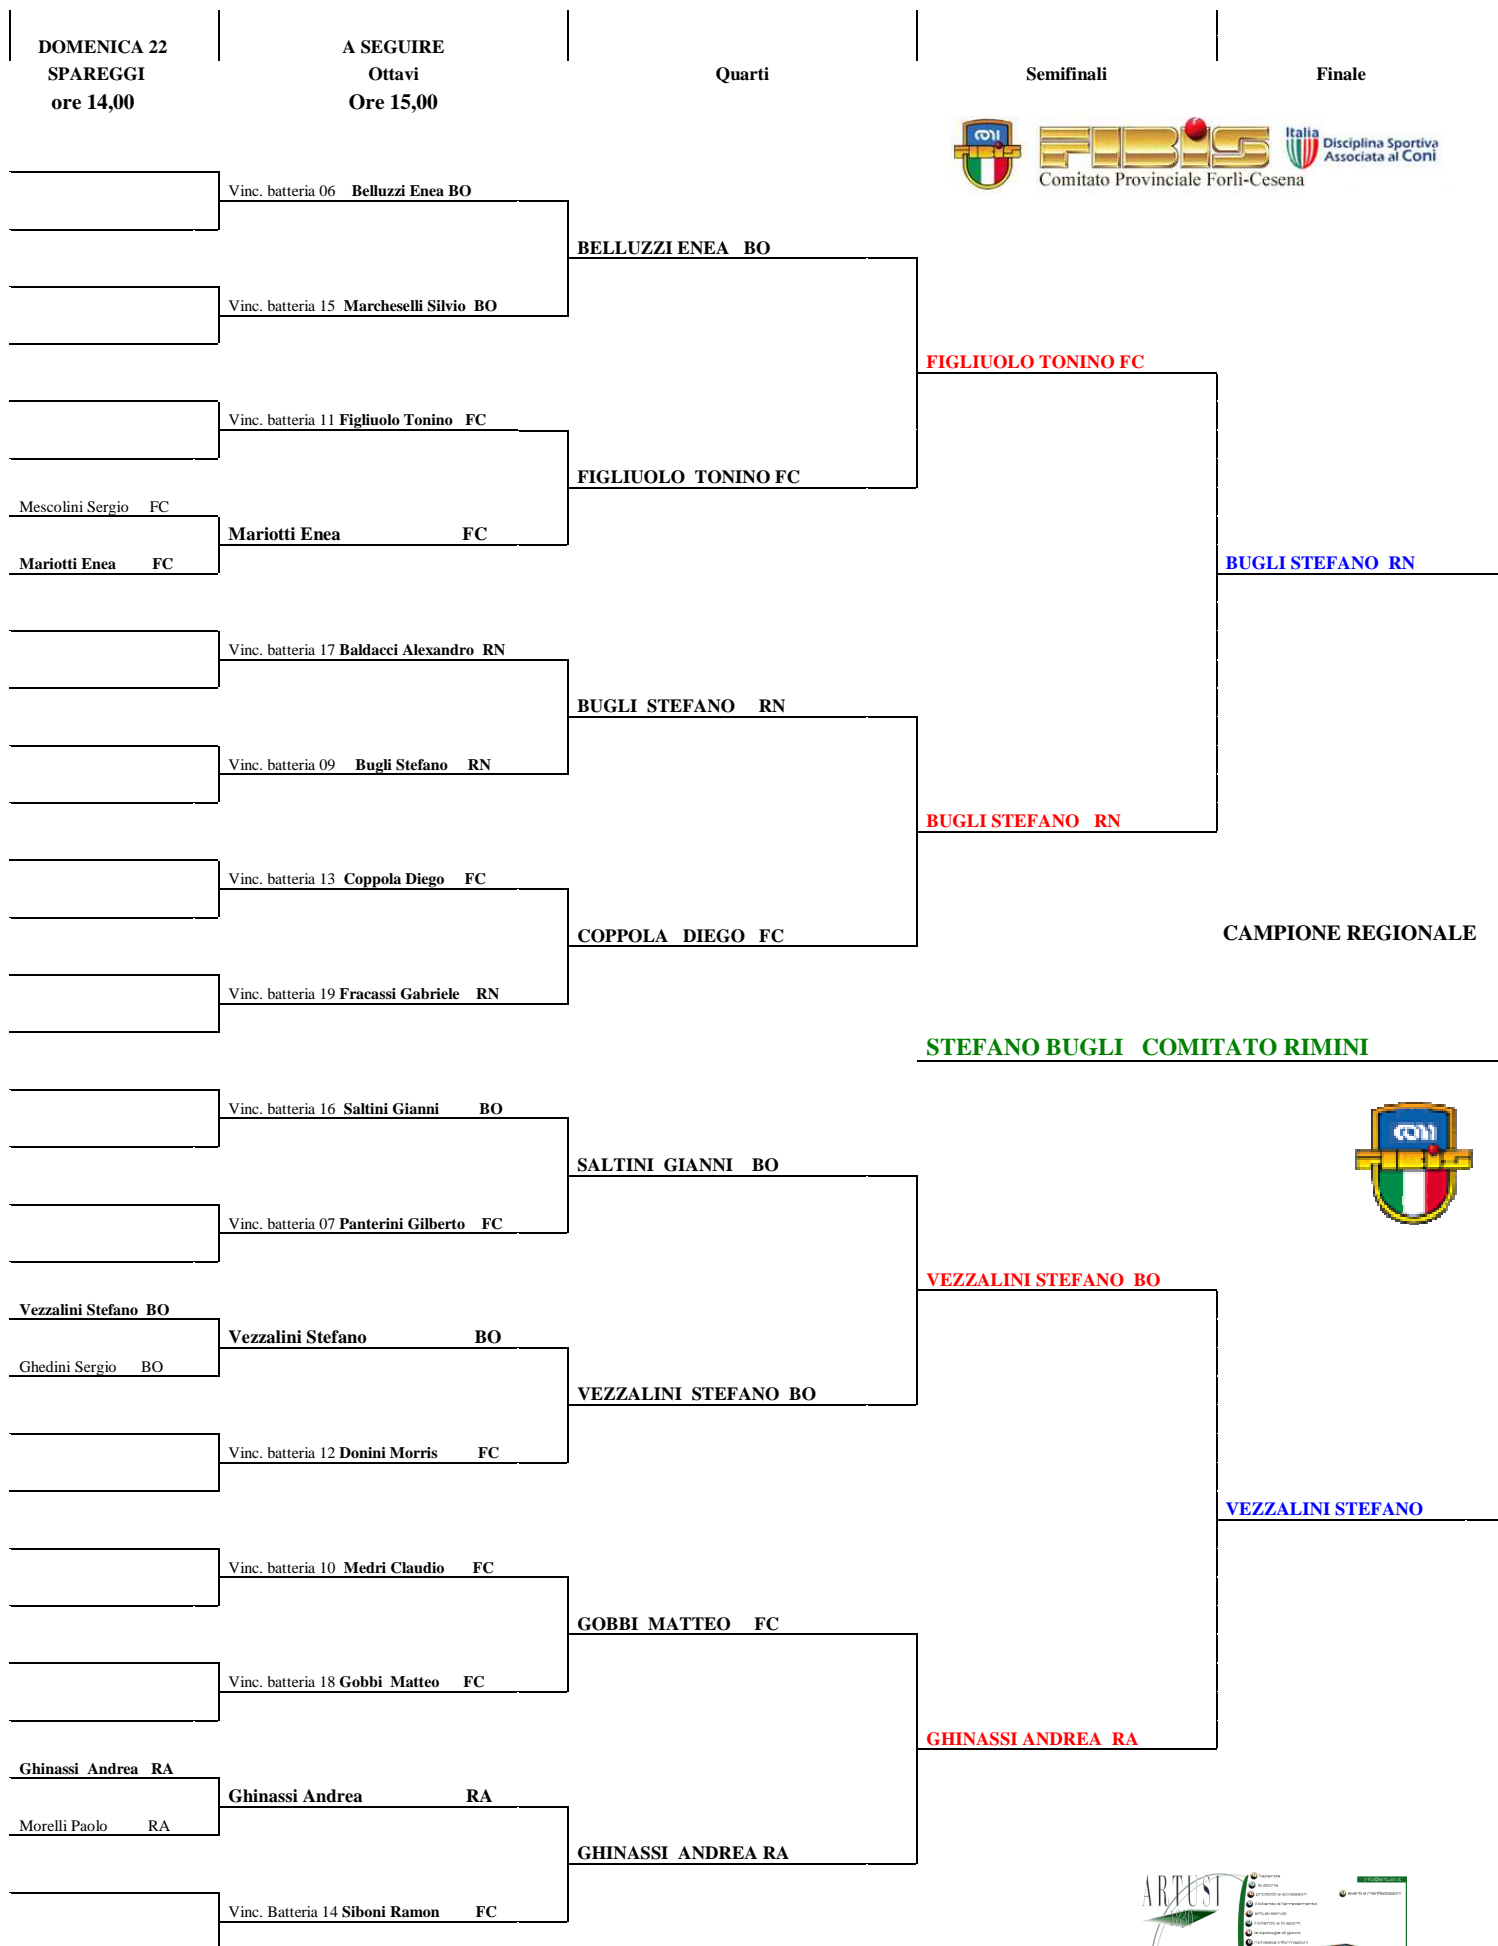 DOMENICA 22
A SEGUIRE
SPAREGGI
Ottavi
Quarti
Semifinali
Finale
ore 14,00
Ore 15,00
CONI
FIBIS
Italia
Disciplina Sportiva
Associata al Coni
Comitato Provinciale Forlì-Cesena
Vinc. batteria 06 Belluzzi Enea BO
BELLUZZI ENEA BO
Vinc. batteria 15 Marcheselli Silvio BO
FIGLIUOLO TONINO FC
Vinc. batteria 11 Figliuolo Tonino FC
FIGLIUOLO TONINO FC
Mescolini Sergio FC
Mariotti Enea FC
Mariotti Enea FC
BUGLI STEFANO RN
Vinc. batteria 17 Baldacci Alexandro RN
BUGLI STEFANO RN
Vinc. batteria 09 Bugli Stefano RN
BUGLI STEFANO RN
Vinc. batteria 13 Coppola Diego FC
COPPOLA DIEGO FC
CAMPIONE REGIONALE
Vinc. batteria 19 Fracassi Gabriele RN
STEFANO BUGLI COMITATO RIMINI
Vinc. batteria 16 Saltini Gianni BO
CONI
SALTINI GIANNI BO
Vinc. batteria 07 Panterini Gilberto FC
VEZZALINI STEFANO BO
Vezzalini Stefano BO
Vezzalini Stefano BO
Ghedini Sergio BO
VEZZALINI STEFANO BO
Vinc. batteria 12 Donini Morris FC
VEZZALINI STEFANO
Vinc. batteria 10 Medri Claudio FC
GOBBI MATTEO FC
Vinc. batteria 18 Gobbi Matteo FC
GHINASSI ANDREA RA
Ghinassi Andrea RA
Ghinassi Andrea RA
Morelli Paolo RA
GHINASSI ANDREA RA
ARTUSI
Vinc. Batteria 14 Siboni Ramon FC